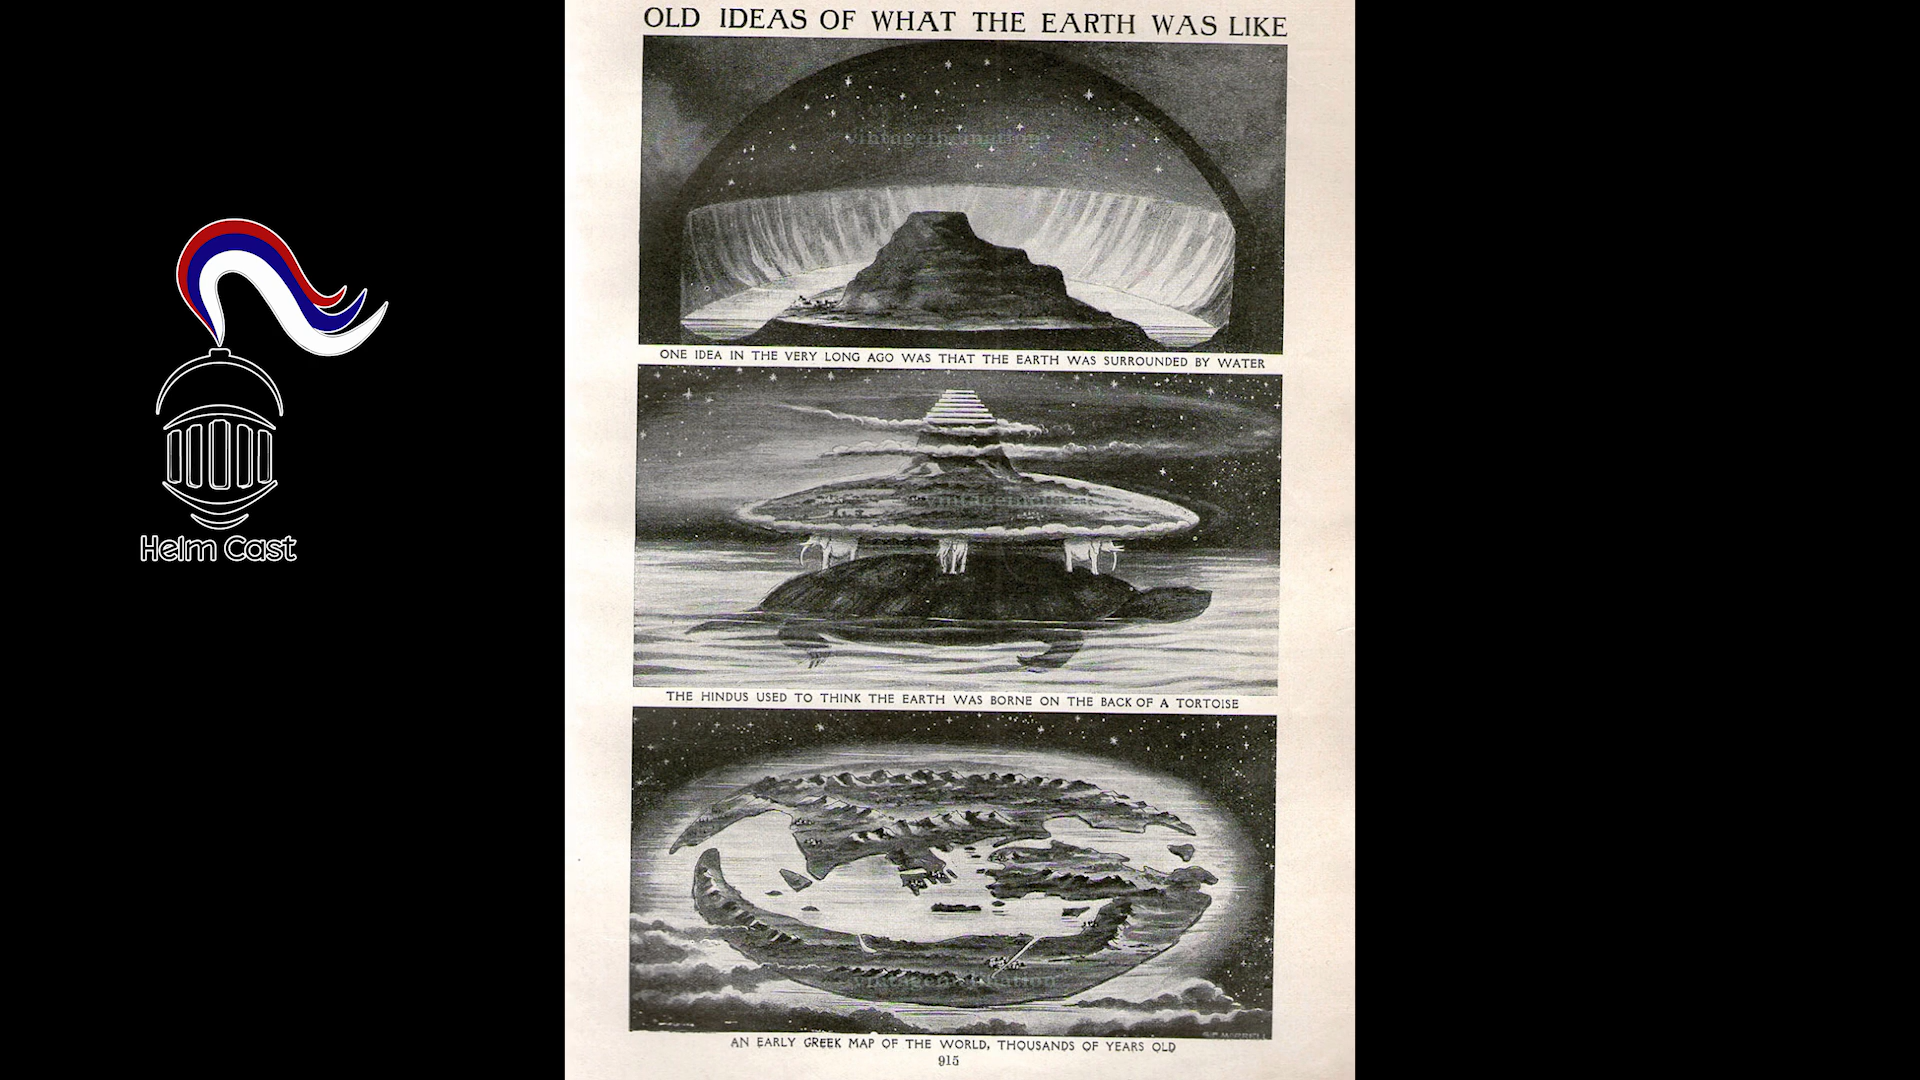 OLD IDEAS OF WHAT THE EARTH WAS LIKE
ONE IDEA IN THE VERY LONG AGO WAS THAT THE EARTH WAS SURROUNDED BY WATER
THE HINDUS USED TO THINK THE EARTH WAS BORNE ON THE BACK OF A TORTOISE
AN EARLY GREEK MAP OF THE WORLD, THOUSANDS OF YEARS OLD
915
Helm Cast